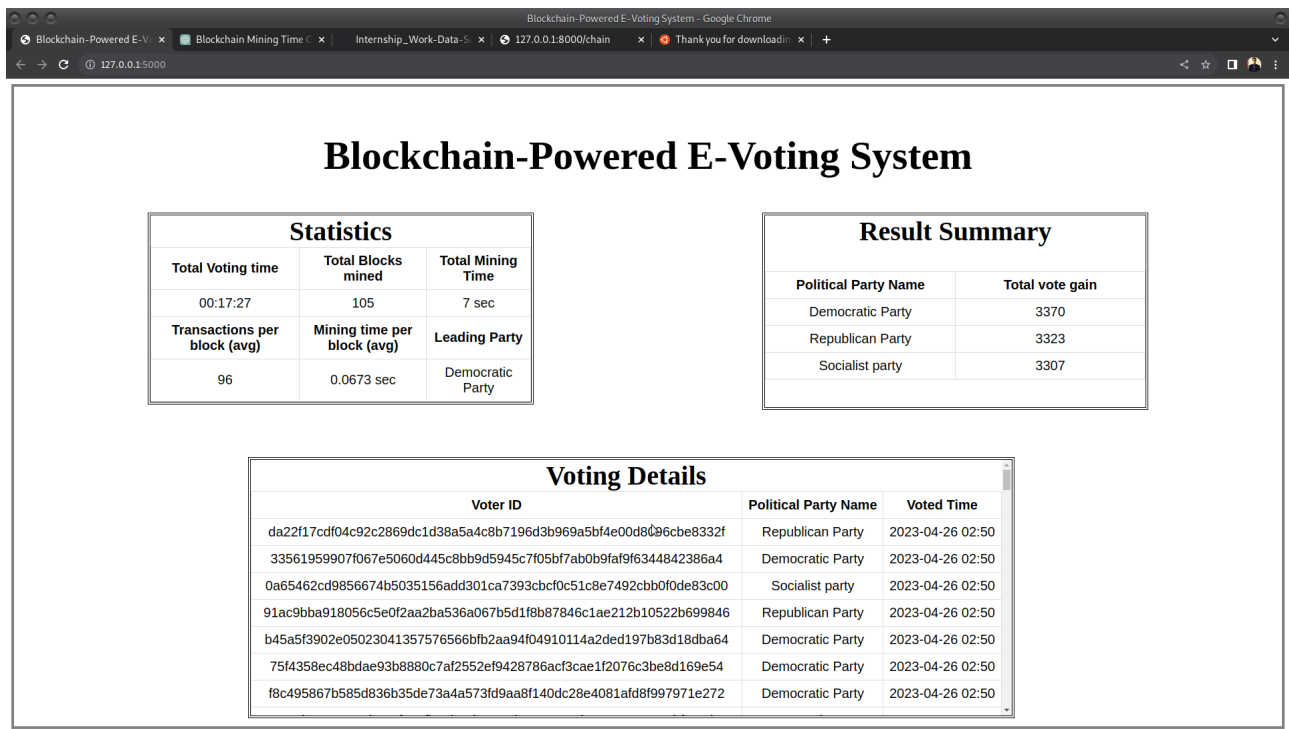 Blockchain-Powered E-Voting System - Google Chrome
Blockchain-Powered E-V
Blockchain Mining Time C
Internship_Work-Data-S
127.0.0.1:8000/chain
Thank you for downloadin
127.0.0.1:5000
Blockchain-Powered E-Voting System
Statistics
Total Voting time Total Blocks mined Total Mining Time
00:17:27 105 7 sec
Transactions per block (avg) Mining time per block (avg) Leading Party
96 0.0673 sec Democratic Party
Result Summary
Political Party Name Total vote gain
Democratic Party 3370
Republican Party 3323
Socialist party 3307
Voting Details
Voter ID Political Party Name Voted Time
Republican Party 2023-04-26 02:50
33561959907f067e5060d445c8bb9d5945c7f05bf7ab0b9faf9f6344842386a4 Democratic Party 2023-04-26 02:50
0a65462cd9856674b5035156add301ca7393cbcf0c51c8e7492cbb0f0de83c00 Socialist party 2023-04-26 02:50
91ac9bba918056c5e0f2aa2ba536a067b5d1f8b87846c1ae212b10522b699846 Republican Party 2023-04-26 02:50
b45a5f3902e05023041357576566bfb2aa94f04910114a2ded197b83d18dba64 Democratic Party 2023-04-26 02:50
75f4358ec48bdae93b8880c7af2552ef9428786acf3cae1f2076c3be8d169e54 Democratic Party 2023-04-26 02:50
f8c495867b585d836b35de73a4a573fd9aa8f140dc28e4081afd8f997971e272 Democratic Party 2023-04-26 02:50